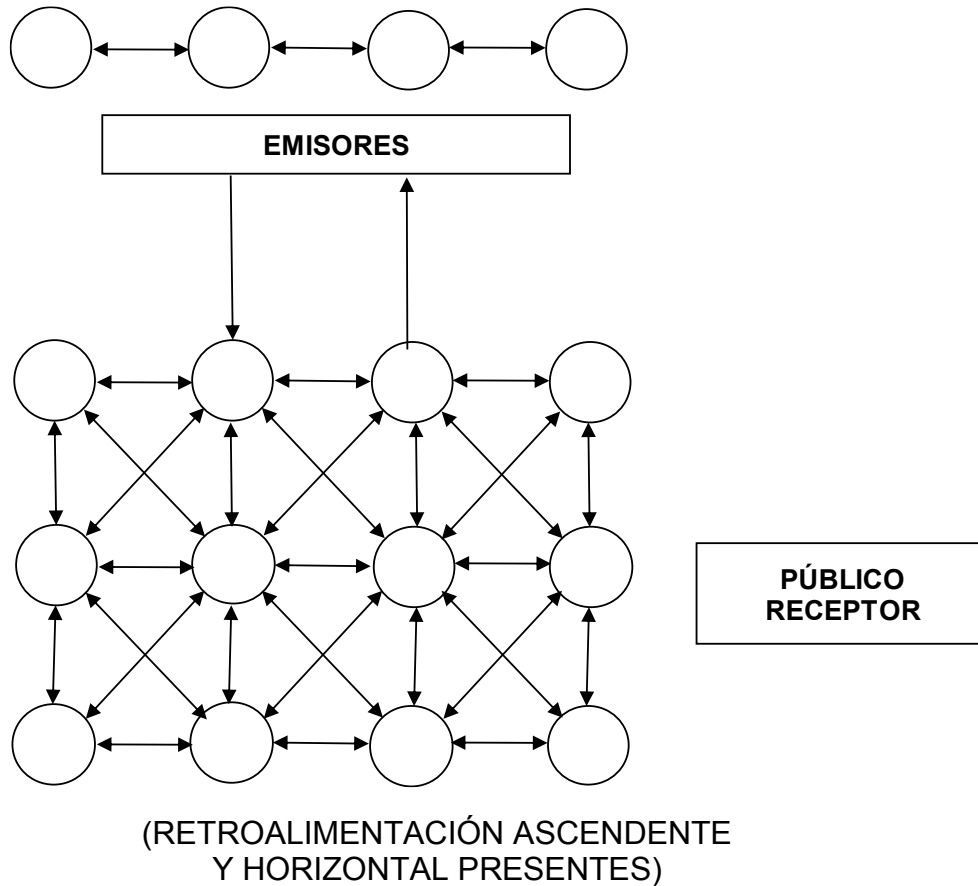 EMISORES
PÚBLICO
RECEPTOR
(RETROALIMENTACIÓN ASCENDENTE
Y HORIZONTAL PRESENTES)